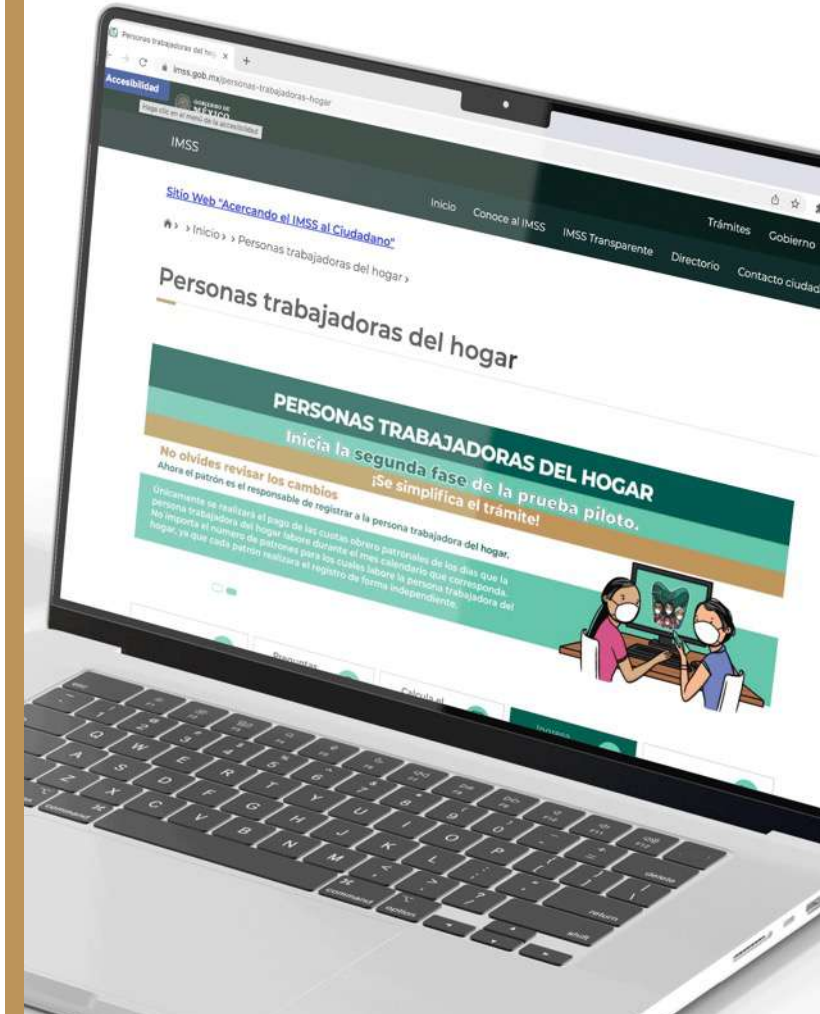 Personas trabajadoras del hog
imss.gob.mx/personas-trabajadoras-hogar
Accesibilidad
GOBIERNO DE
MÉXICO
Haga clic en el menú de la accesibilidad
IMSS
Trámites Gobierno
Inicio Conoce al IMSS IMSS Transparente Directorio Contacto ciudad
Sitio Web "Acercando el IMSS al Ciudadano"
> Inicio > > Personas trabajadoras del hogar >
Personas trabajadoras del hogar
PERSONAS TRABAJADORAS DEL HOGAR
Inicia la segunda fase de la prueba piloto.
¡Se simplifica el trámite!
No olvides revisar los cambios
Ahora el patrón es el responsable de registrar a la persona trabajadora del hogar.
Únicamente se realizará el pago de las cuotas obrero patronales de los días que la
persona trabajadora del hogar labore durante el mes calendario que corresponda.
No importa el número de patrones para los cuales labore la persona trabajadora del
hogar, ya que cada patrón realizará el registro de forma independiente.
Preguntas
Calcula el
Ingresa
esc
Q W E R T Y U I O P
A S D F G H J K L
Z X C V B N M
delete
return
shift
command
command
option